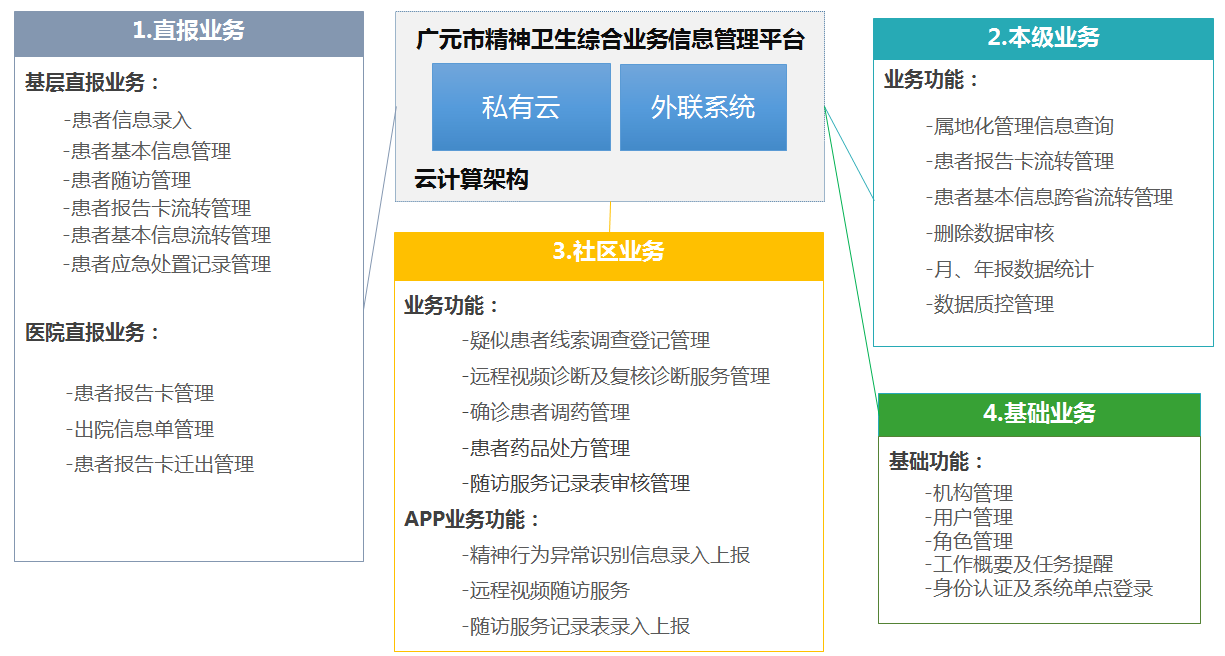 1.直报业务
基层直报业务：
-患者信息录入
-患者基本信息管理
-患者随访管理
-患者报告卡流转管理
-患者基本信息流转管理
-患者应急处置记录管理
医院直报业务：
-患者报告卡管理
-出院信息单管理
-患者报告卡迁出管理
广元市精神卫生综合业务信息管理平台
私有云
外联系统
云计算架构
3.社区业务
业务功能：
-疑似患者线索调查登记管理
-远程视频诊断及复核诊断服务管理
-确诊患者调药管理
-患者药品处方管理
-随访服务记录表审核管理
APP业务功能：
-精神行为异常识别信息录入上报
-远程视频随访服务
-随访服务记录表录入上报
2.本级业务
业务功能：
-属地化管理信息查询
-患者报告卡流转管理
-患者基本信息跨省流转管理
-删除数据审核
-月、年报数据统计
-数据质控管理
4.基础业务
基础功能：
-机构管理
-用户管理
-角色管理
-工作概要及任务提醒
-身份认证及系统单点登录